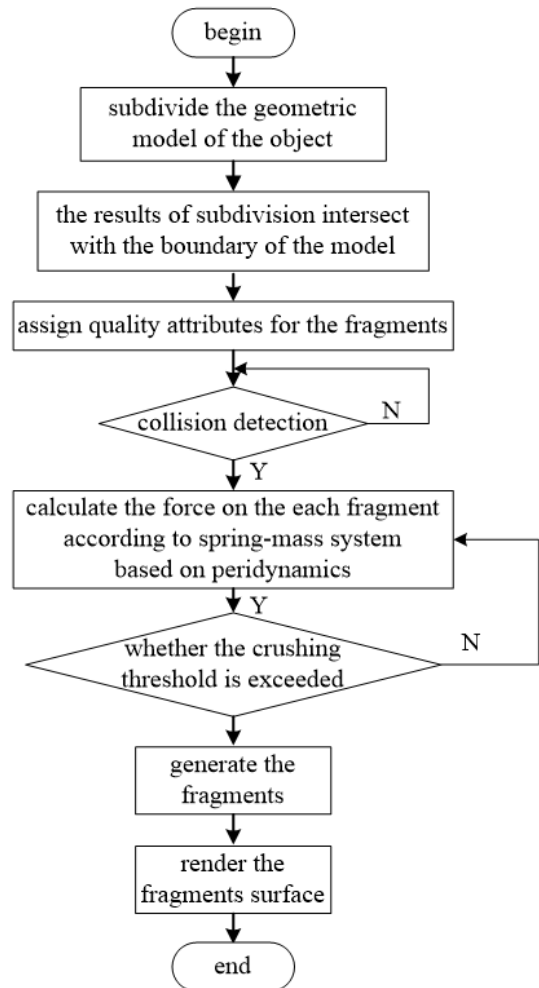 begin
subdivide the geometric
model of the object
the results of subdivision intersect
with the boundary of the model
assign quality attributes for the fragments
collision detection
N
Y
calculate the force on the each fragment
according to spring-mass system
based on peridynamics
Y
whether the crushing
threshold is exceeded
N
generate the
fragments
render the
fragments surface
end